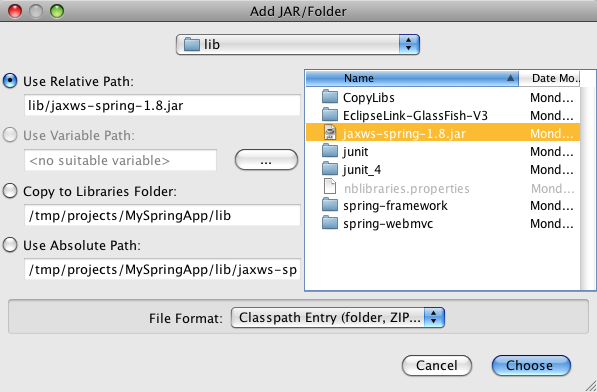 Add JAR/Folder
lib
Use Relative Path:
lib/jaxws-spring-1.8.jar
Use Variable Path:
<no suitable variable>
...
Copy to Libraries Folder:
/tmp/projects/MySpringApp/lib
Use Absolute Path:
/tmp/projects/MySpringApp/lib/jaxws-sp
Name Date Mo...
CopyLibs Mond...
EclipseLink-GlassFish-V3 Mond...
jaxws-spring-1.8.jar Mond...
junit Mond...
junit_4 Mond...
nblibraries.properties Mond...
spring-framework Mond...
spring-webmvc Mond...
File Format: Classpath Entry (folder, ZIP...
Cancel Choose